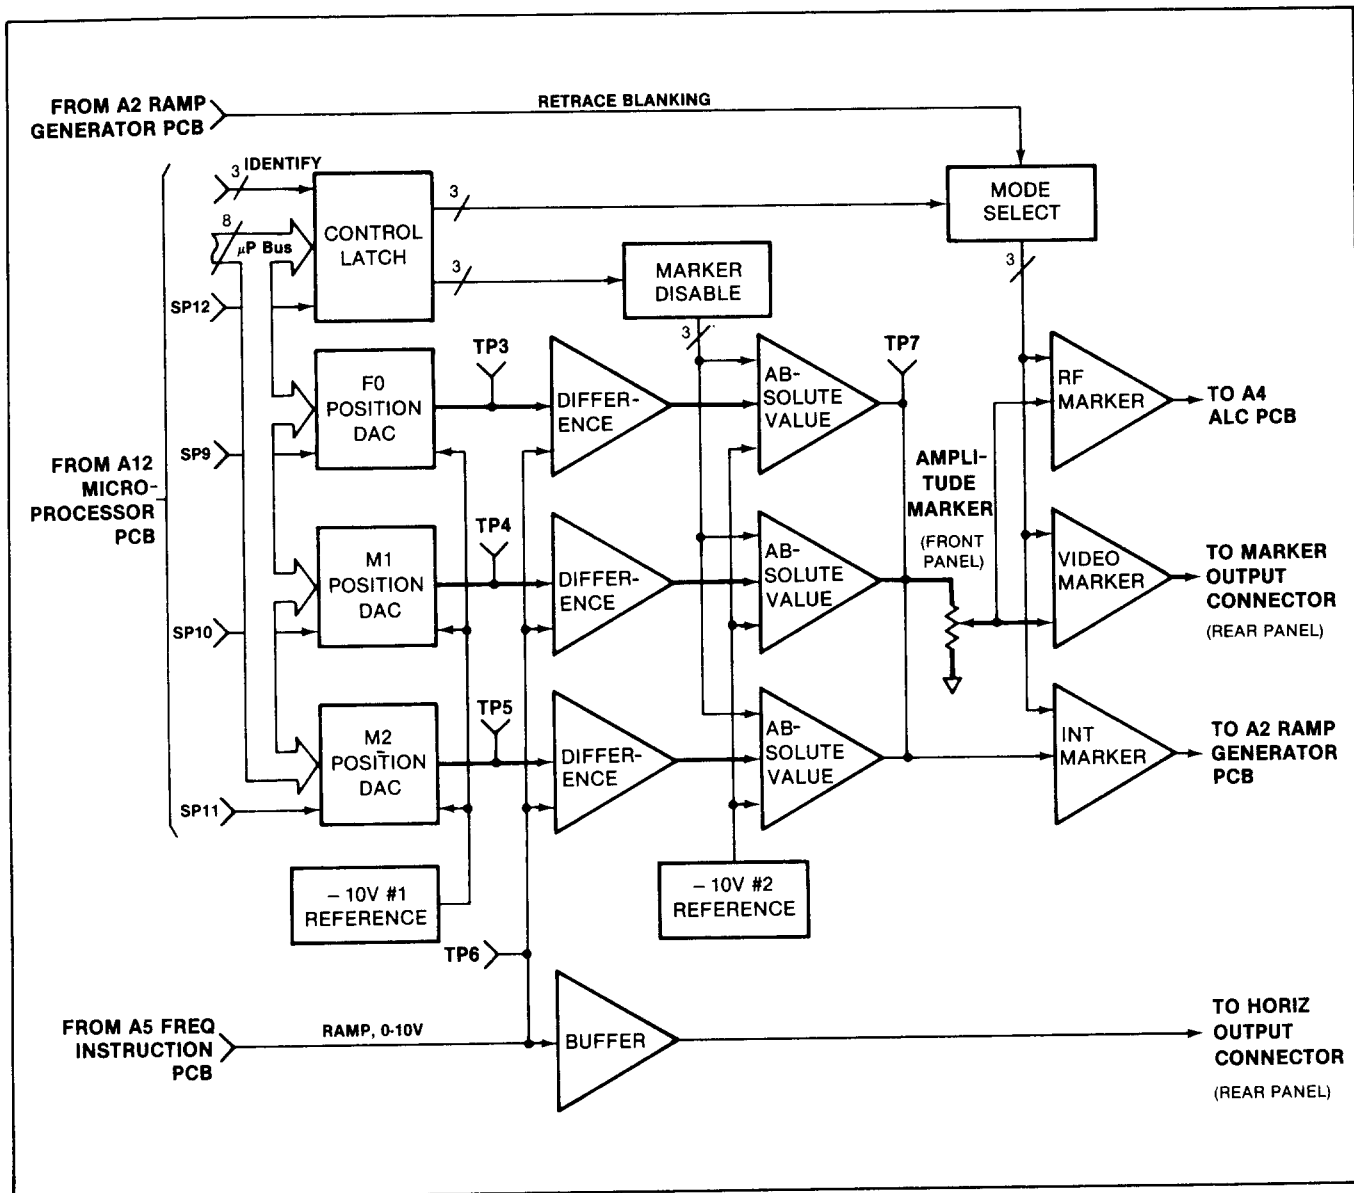 FROM A2 RAMP
GENERATOR PCB
RETRACE BLANKING
3
IDENTIFY
8
μP Bus
CONTROL
LATCH
3
3
MODE
SELECT
3
MARKER
DISABLE
3
SP12
F0
POSITION
DAC
TP3
DIFFER-
ENCE
AB-
SOLUTE
VALUE
TP7
RF
MARKER
TO A4
ALC PCB
SP9
FROM A12
MICRO-
PROCESSOR
PCB
AMPLI-
TUDE
MARKER
(FRONT
PANEL)
M1
POSITION
DAC
TP4
DIFFER-
ENCE
AB-
SOLUTE
VALUE
VIDEO
MARKER
TO MARKER
OUTPUT
CONNECTOR
(REAR PANEL)
SP10
M2
POSITION
DAC
TP5
DIFFER-
ENCE
AB-
SOLUTE
VALUE
INT
MARKER
TO A2 RAMP
GENERATOR
PCB
SP11
– 10V #1
REFERENCE
– 10V #2
REFERENCE
TP6
FROM A5 FREQ
INSTRUCTION
PCB
RAMP, 0-10V
BUFFER
TO HORIZ
OUTPUT
CONNECTOR
(REAR PANEL)